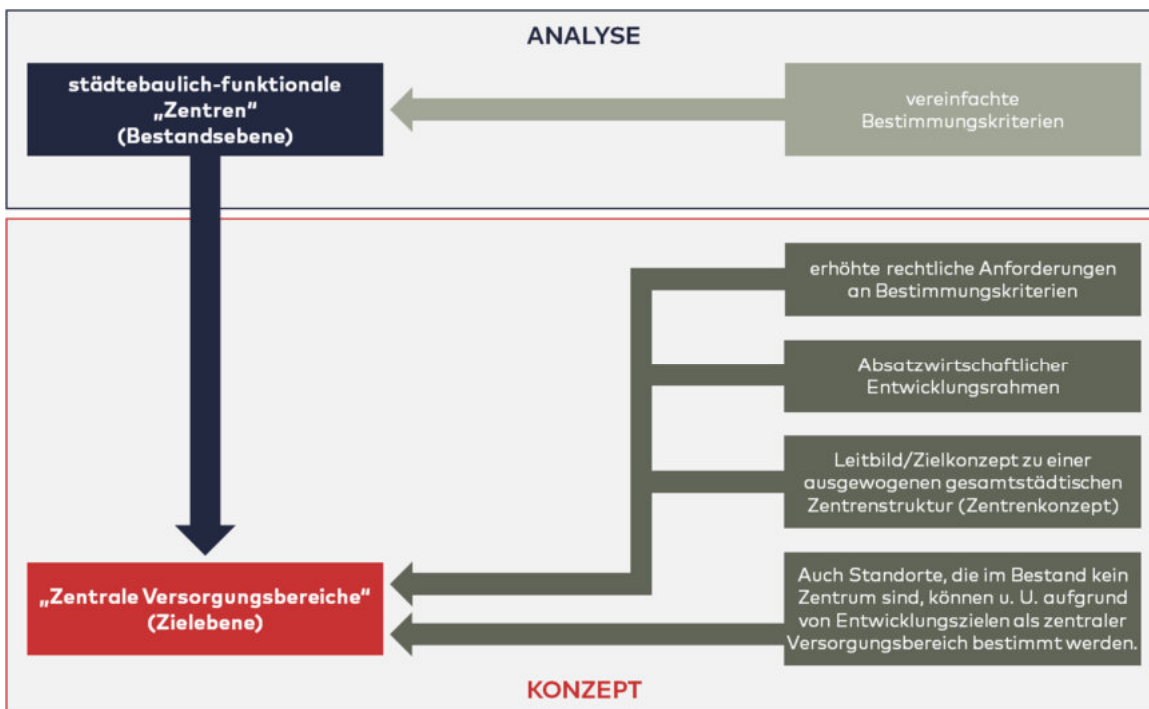 ANALYSE
städtebaulich-funktionale
„Zentren“
(Bestandsebene)
vereinfachte
Bestimmungskriterien
erhöhte rechtliche Anforderungen
an Bestimmungskriterien
Absatzwirtschaftlicher
Entwicklungsrahmen
Leitbild/Zielkonzept zu einer
ausgewogenen gesamtstädtischen
Zentrenstruktur (Zentrenkonzept)
„Zentrale Versorgungsbereiche“
(Zielebene)
Auch Standorte, die im Bestand kein
Zentrum sind, können u. U. aufgrund
von Entwicklungszielen als zentraler
Versorgungsbereich bestimmt werden.
KONZEPT